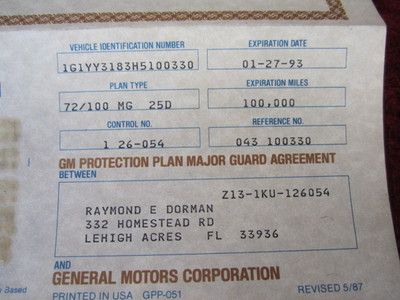 VEHICLE IDENTIFICATION NUMBER
EXPIRATION DATE
1G1YY3183H5100330
01-27-93
PLAN TYPE
EXPIRATION MILES
72/100 MG 25D
100,000
CONTROL NO.
REFERENCE NO.
1 26-054
043 100330
GM PROTECTION PLAN MAJOR GUARD AGREEMENT
BETWEEN
Z13-1KU-126054
RAYMOND E DORMAN
332 HOMESTEAD RD
LEHIGH ACRES FL 33936
AND
GENERAL MOTORS CORPORATION
Based
PRINTED IN USA GPP-051
REVISED 5/87